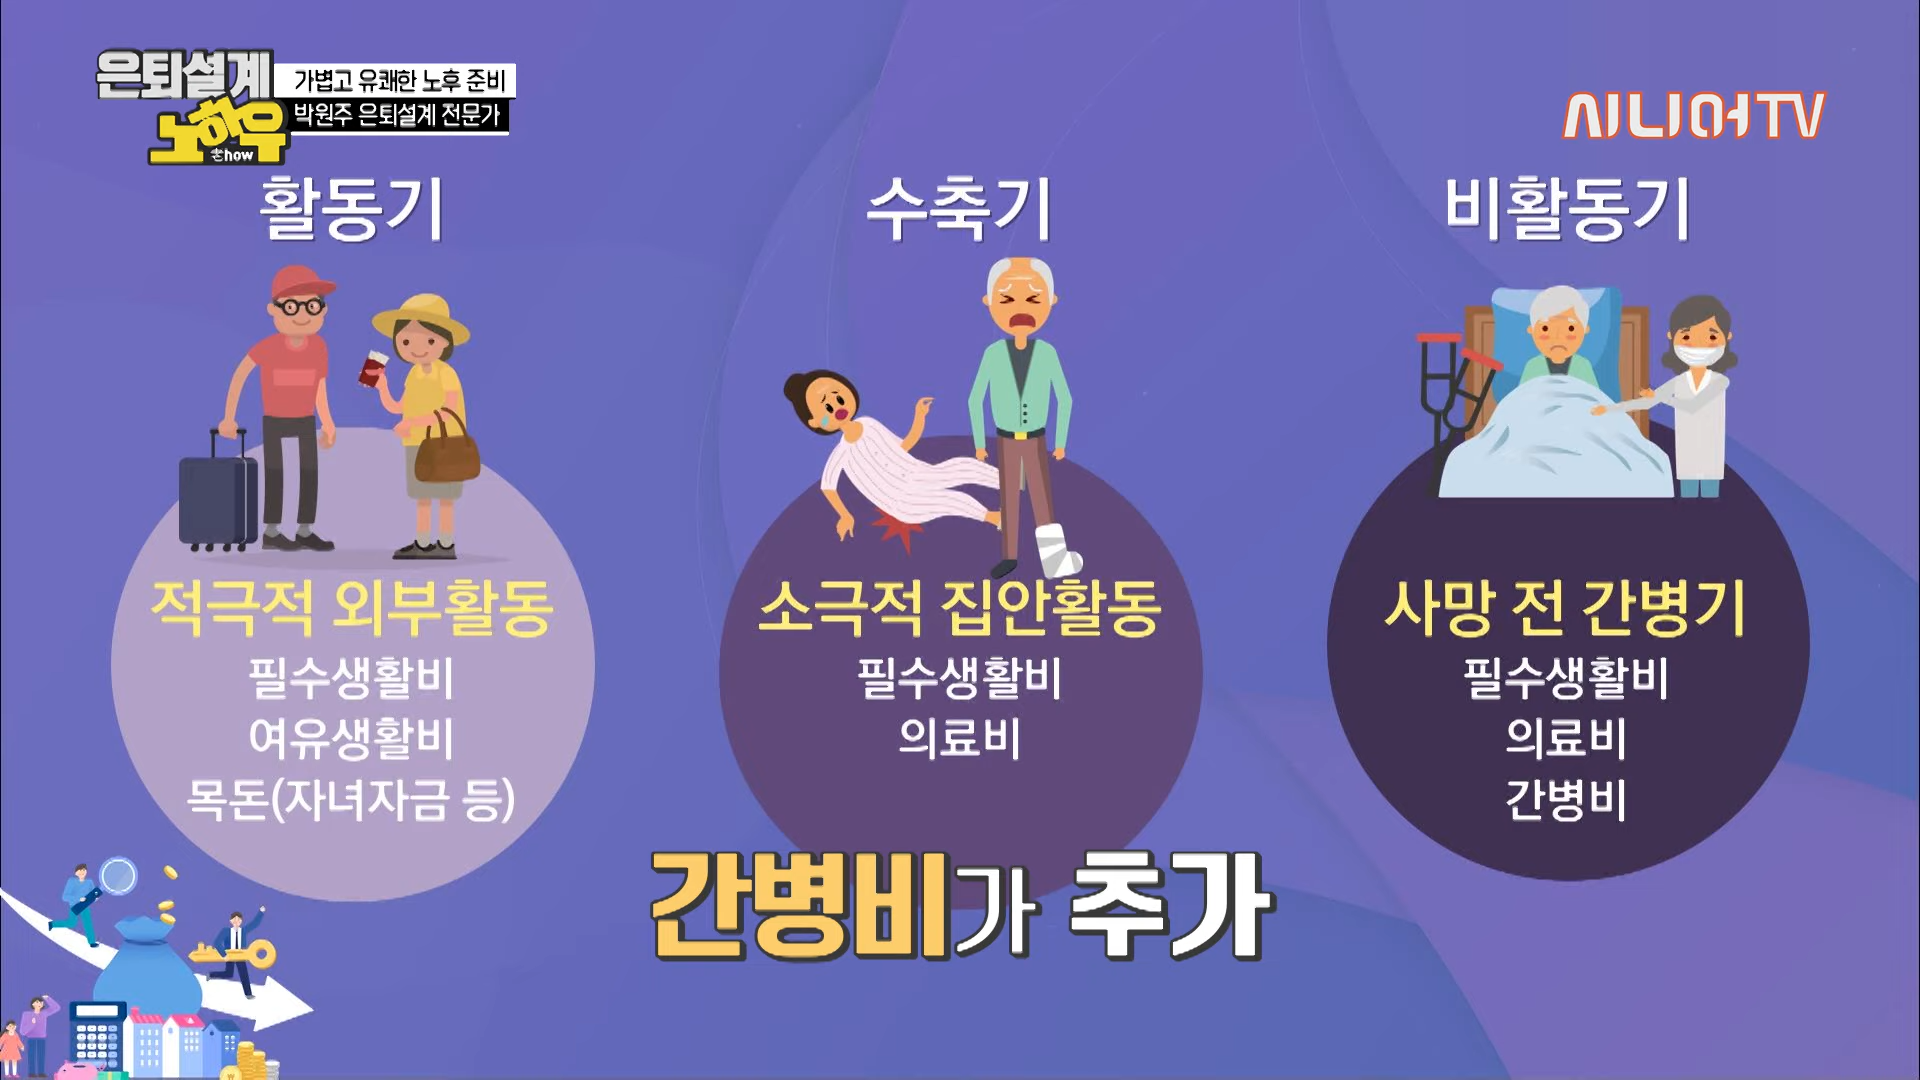 은퇴설계
노하우
老how
가볍고 유쾌한 노후 준비
박원주 은퇴설계 전문가
시니어TV
활동기
적극적 외부활동
필수생활비
여유생활비
목돈(자녀자금 등)
수축기
소극적 집안활동
필수생활비
의료비
비활동기
사망 전 간병기
필수생활비
의료비
간병비
간병비가 추가